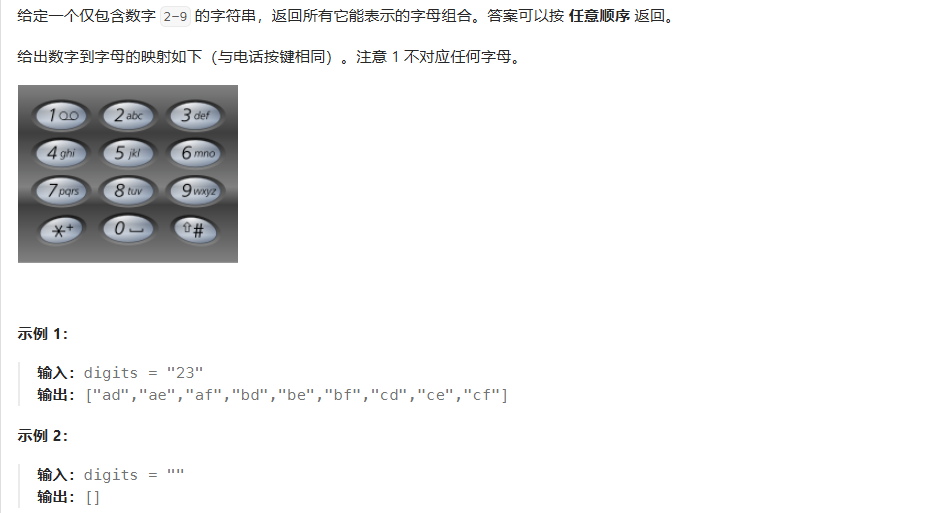 给定一个仅包含数字 2-9 的字符串，返回所有它能表示的字母组合。答案可以按 任意顺序 返回。
给出数字到字母的映射如下（与电话按键相同）。注意 1 不对应任何字母。
1 2 abc 3 def
4 ghi 5 jkl 6 mno
7 pqrs 8 tuv 9 wxyz
*+ 0 ⇧#
示例 1：
输入：digits = "23"
输出：["ad","ae","af","bd","be","bf","cd","ce","cf"]
示例 2：
输入：digits = ""
输出：[]